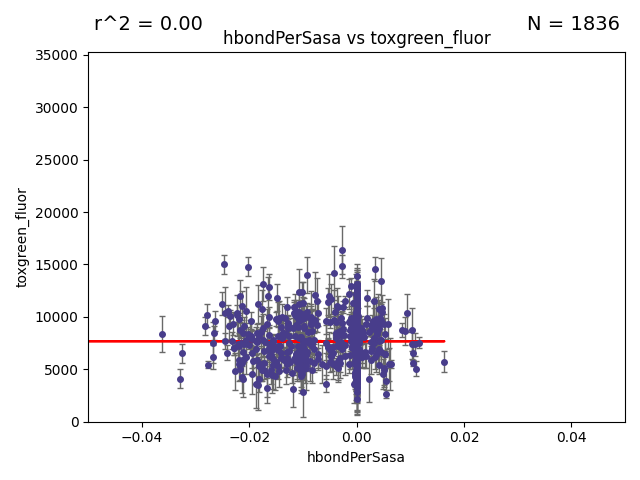 r^2 = 0.00
N = 1836
hbondPerSasa vs toxgreen_fluor
35000
30000
25000
20000
15000
10000
5000
0
toxgreen_fluor
−0.04
−0.02
0.00
0.02
0.04
hbondPerSasa